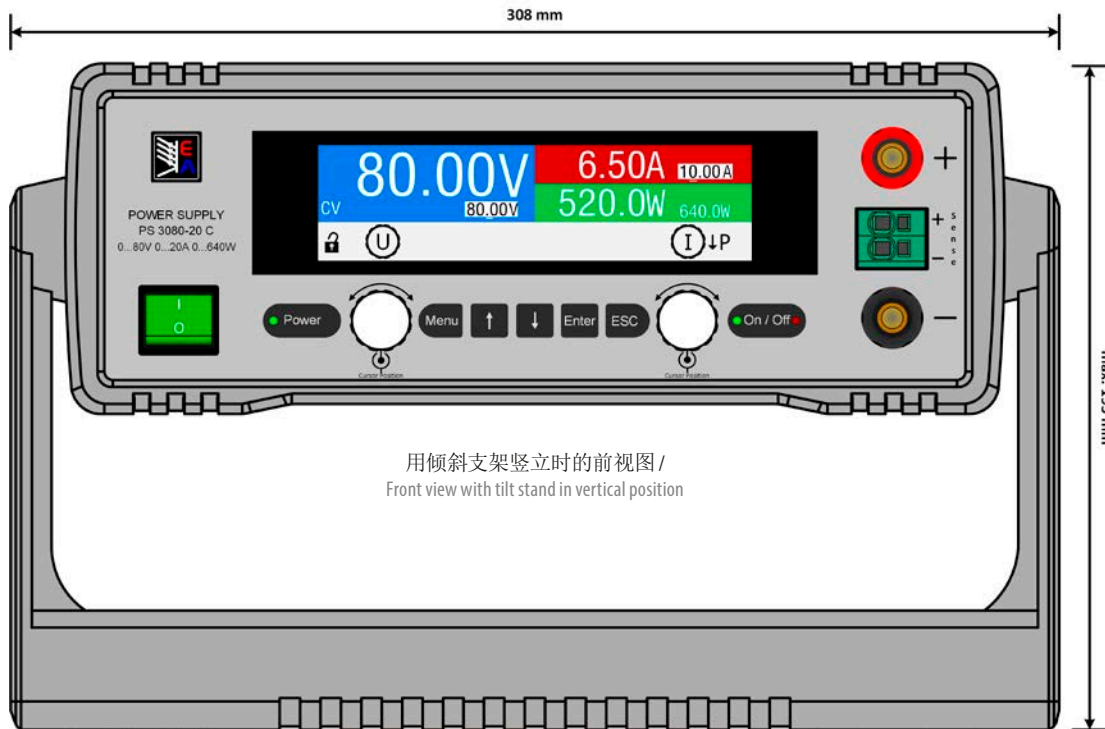 308 mm
EA
POWER SUPPLY
PS 3080-20 C
0...80V 0...20A 0...640W
80.00V
CV
80.00V
6.50A 10.00A
520.0W 640.0W
U
I ↓P
+
+
sense
−
−
I
O
Power
Menu
↑
↓
Enter
ESC
On / Off
Cursor Position
Cursor Position
用倾斜支架竖立时的前视图 /
Front view with tilt stand in vertical position